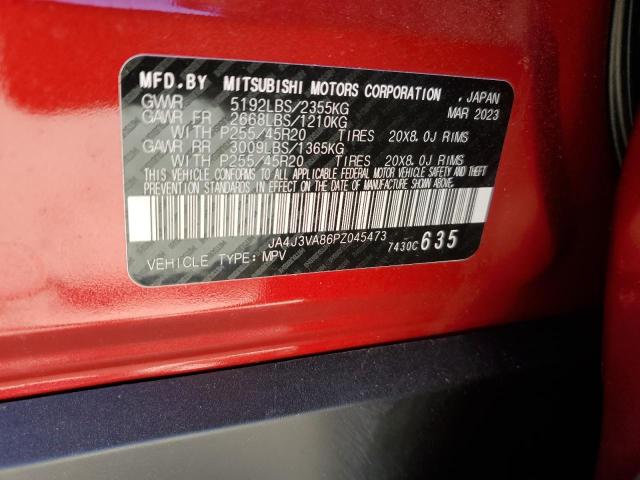 MFD.BY MITSUBISHI MOTORS CORPORATION , JAPAN
GVWR 5192LBS/2355KG MAR 2023
GAWR FR 2668LBS/1210KG
WITH P255/45R20 TIRES 20X8.0J RIMS
GAWR RR 3009LBS/1365KG
WITH P255/45R20 TIRES 20X8.0J RIMS
THIS VEHICLE CONFORMS TO ALL APPLICABLE FEDERAL MOTOR VEHICLE SAFETY AND THEFT
PREVENTION STANDARDS IN EFFECT ON THE DATE OF MANUFACTURE SHOWN ABOVE.
JA4J3VA86PZ045473
7430C 635
VEHICLE TYPE: MPV